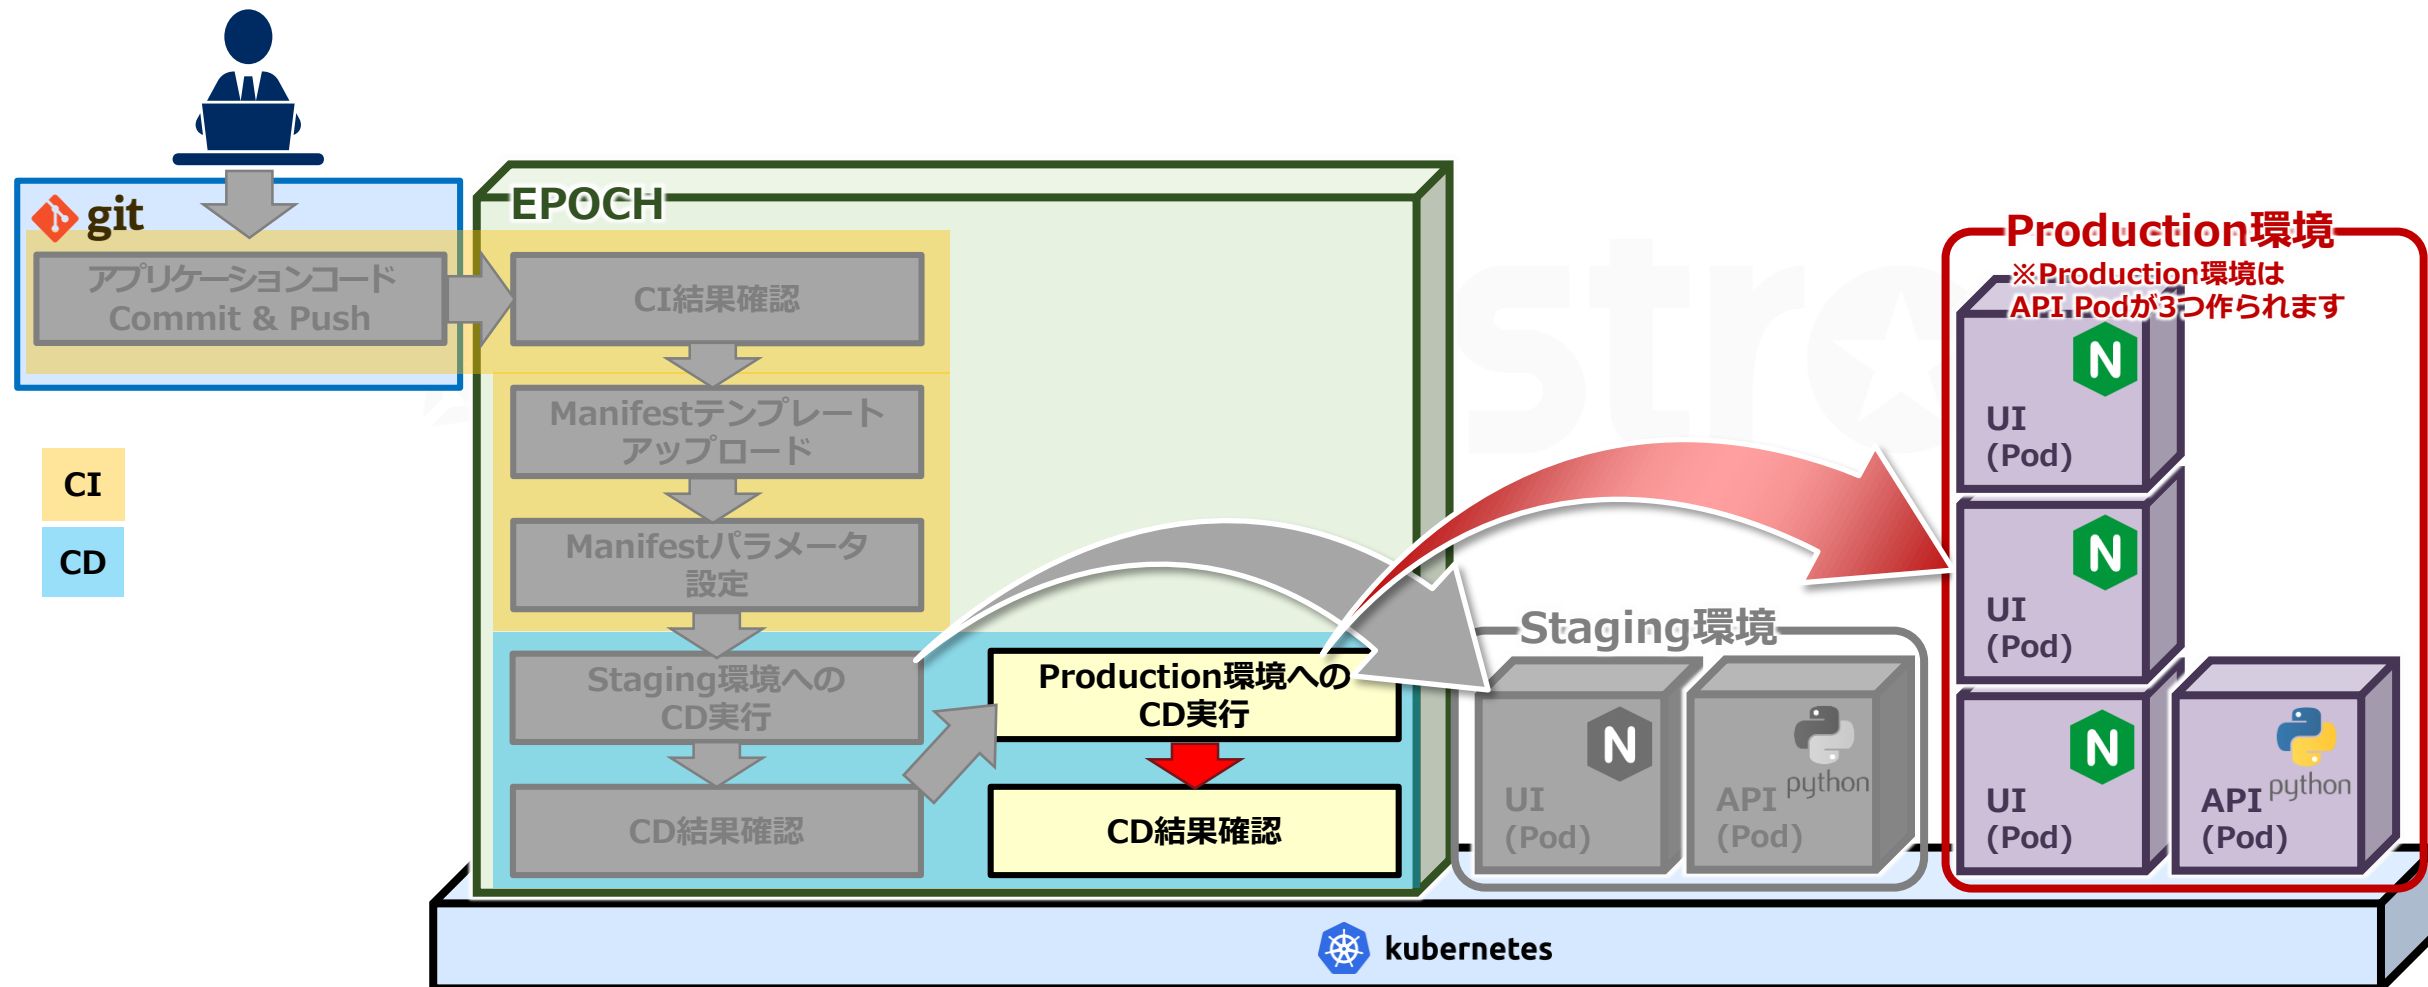 git
アプリケーションコード
Commit & Push
CI
CD
EPOCH
CI結果確認
Manifestテンプレート
アップロード
Manifestパラメータ
設定
Staging環境への
CD実行
CD結果確認
Production環境への
CD実行
CD結果確認
Staging環境
UI
(Pod)
API
python
(Pod)
Production環境
※Production環境は
API Podが3つ作られます
UI
(Pod)
UI
(Pod)
UI
(Pod)
API
python
(Pod)
kubernetes